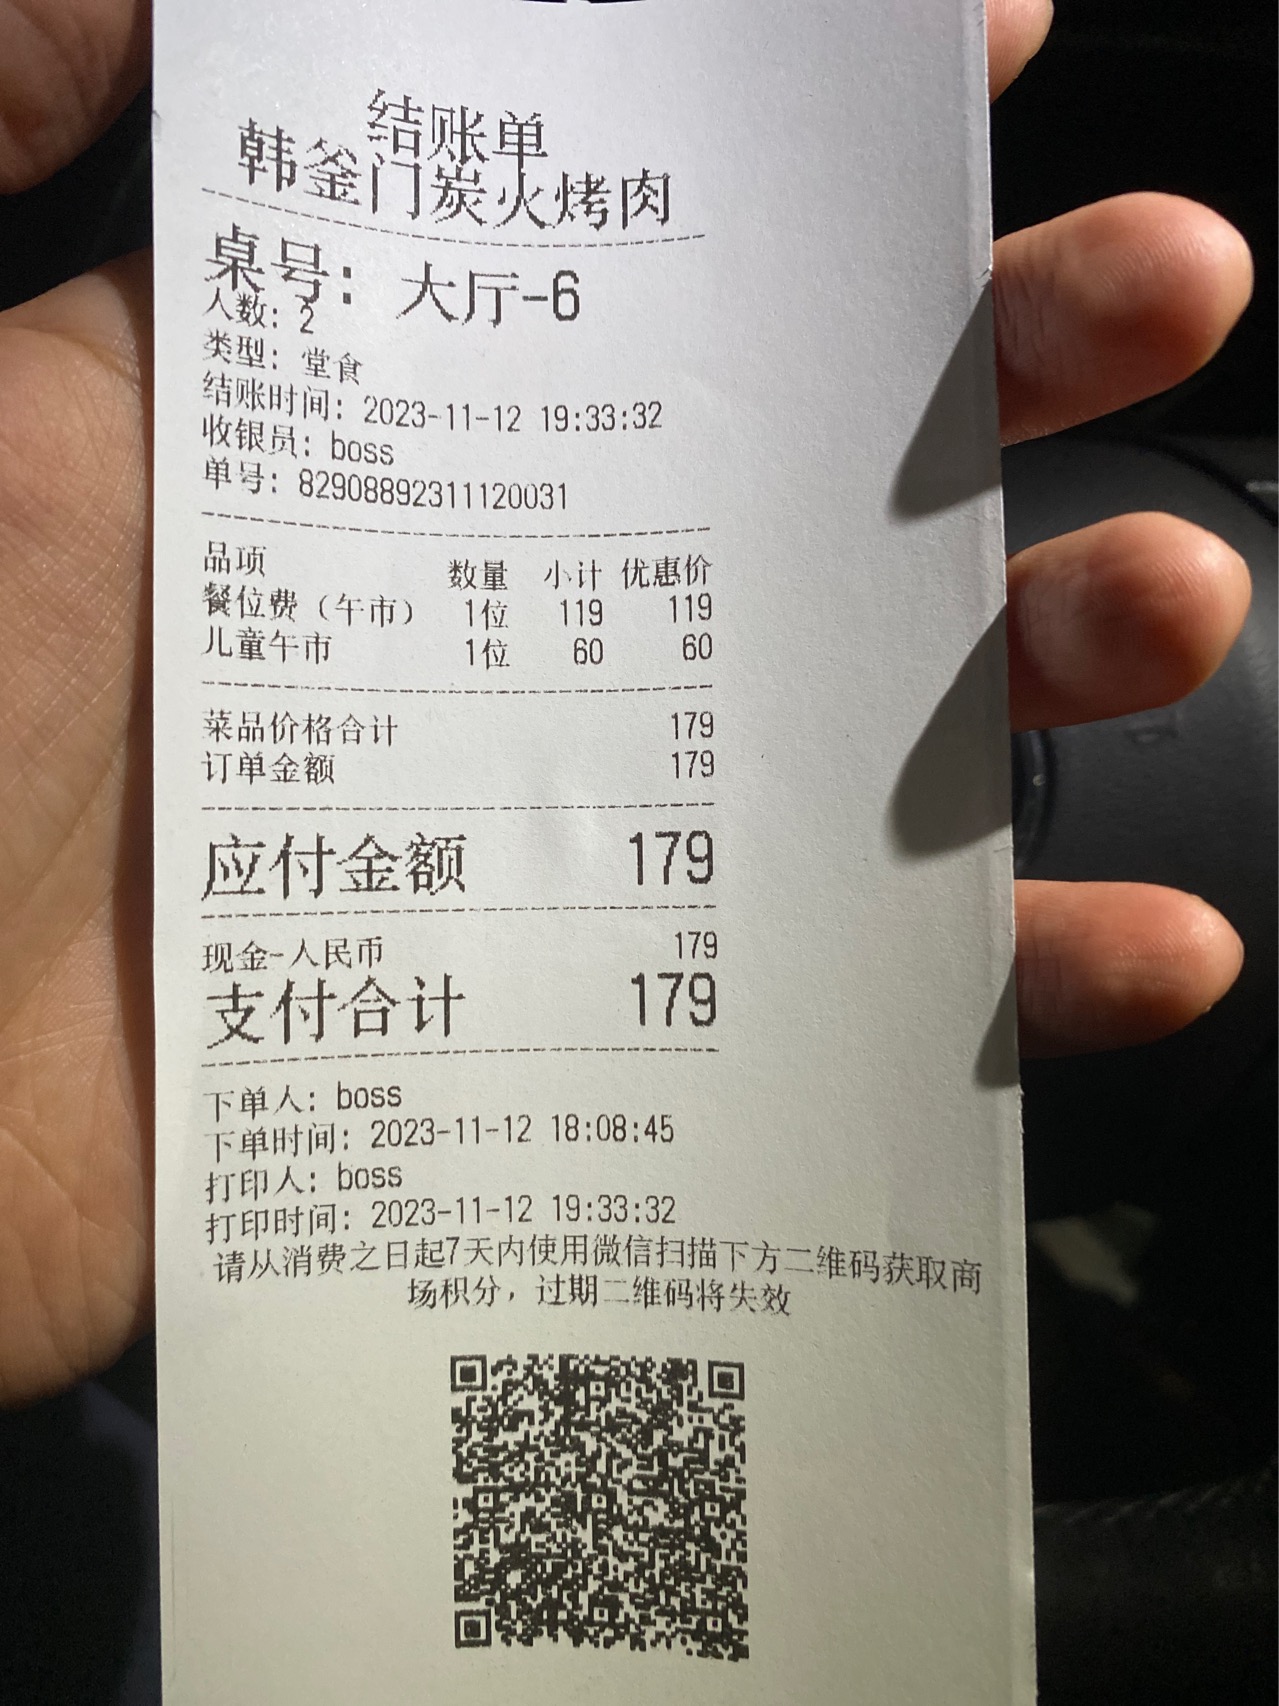 结账单
韩釜门炭火烤肉
桌号：大厅-6
人数：2
类型：堂食
结账时间：2023-11-12 19:33:32
收银员：boss
单号：82908892311120031
品项 数量 小计 优惠价
餐位费（午市） 1位 119 119
儿童午市 1位 60 60
菜品价格合计 179
订单金额 179
应付金额 179
现金-人民币 179
支付合计 179
下单人：boss
下单时间：2023-11-12 18:08:45
打印人：boss
打印时间：2023-11-12 19:33:32
请从消费之日起7天内使用微信扫描下方二维码获取商
场积分，过期二维码将失效